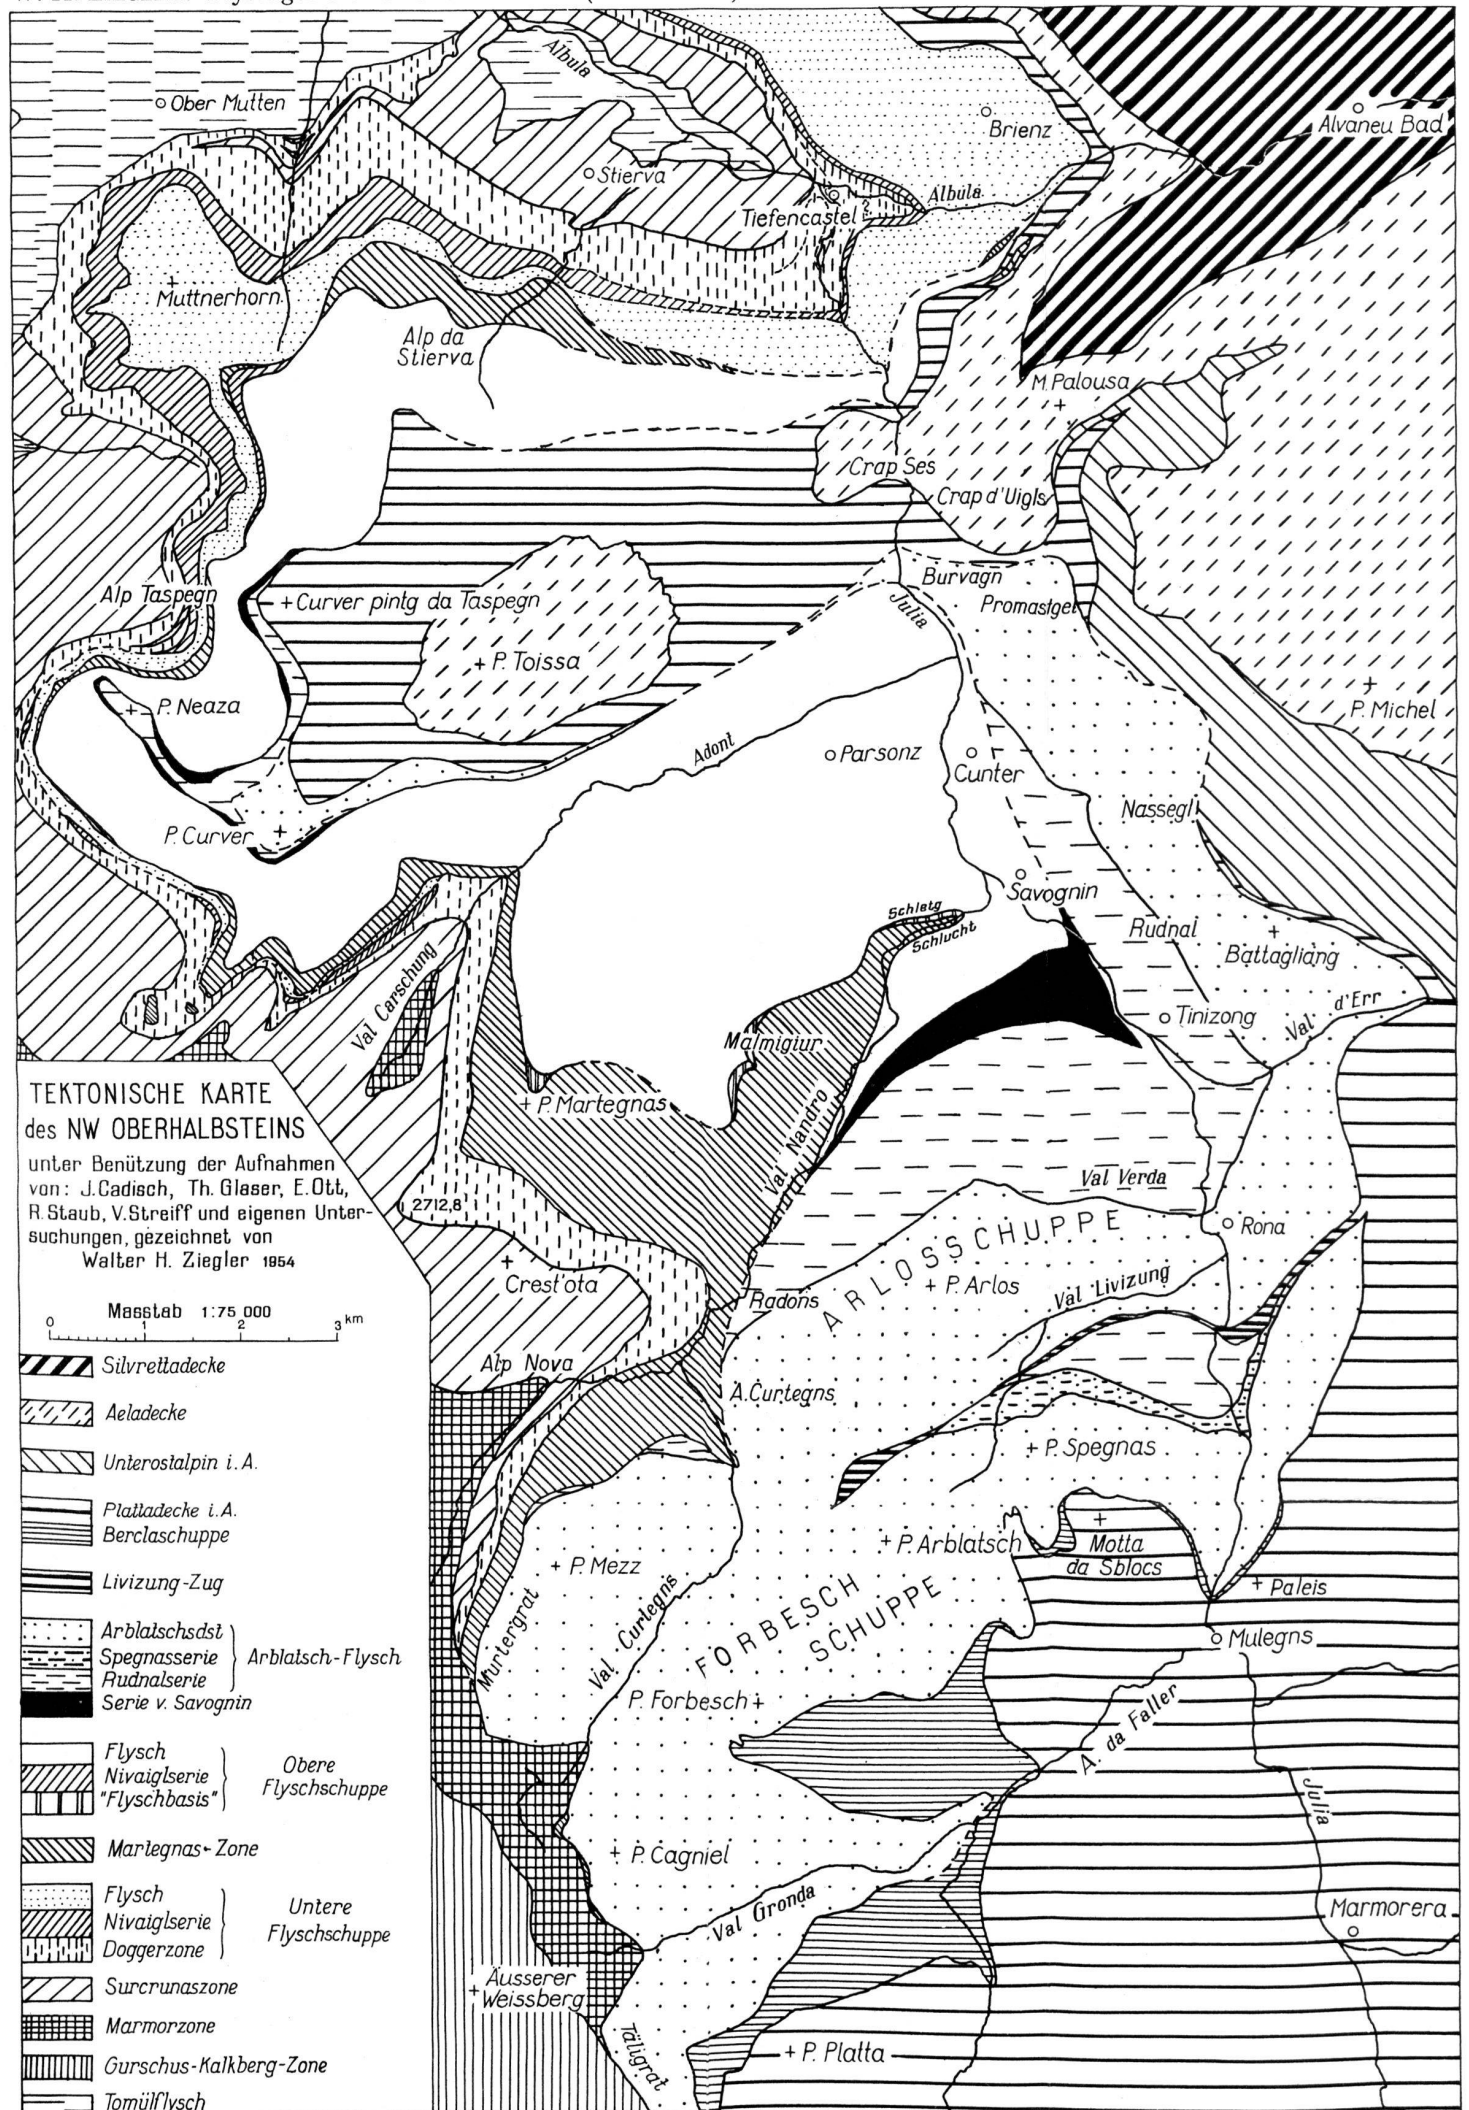 Albula
Ober Mutten
Brienz
Alvaneu Bad
Stierva
Albula
Tiefencastel
Muttnerhorn
Alp da
Stierva
M. Palousa
Crap Ses
Crap d'Uigls
Burvagn
Alp Taspegn
Curver pintg da Taspegn
Julia
Promastgel
P. Toissa
P. Neaza
P. Michel
Adont
Parsonz
Cunter
Nassegl
P. Curver
Savognin
Schletg
Schlucht
Rudnal
Battagliang
Val Carschung
Val d'Err
Tinizong
Malmigiur
P. Martegnas
Val Nandro
Val Verda
2712,8
Rona
ARLOSSCHUPPE
P. Arlos
Crest'ota
Val Livizung
Radons
Alp Nova
A. Curtegns
P. Spegnas
P. Arblatsch
Motta
da Sblocs
P. Mezz
Paleis
FORBESCH
SCHUPPE
Murtergrat
Val Curtegns
Mulegns
P. Forbesch
A. da Faller
Julia
P. Cagniel
Val Gronda
Marmorera
Äusserer
Weissberg
Täligrat
P. Platta
TEKTONISCHE KARTE
des NW OBERHALBSTEINS
unter Benützung der Aufnahmen
von: J. Cadisch, Th. Glaser, E. Ott,
R. Staub, V. Streiff und eigenen Unter-
suchungen, gezeichnet von
Walter H. Ziegler 1954
Masstab 1:75 000
0 1 2 3 km
Silvrettadecke
Aeladecke
Unterostalpin i. A.
Plattadecke i. A.
Berclaschuppe
Livizung-Zug
Arblatschsdst
Spegnasserie
Rudnalserie
Arblatsch-Flysch
Serie v. Savognin
Flysch
Nivaiglserie
"Flyschbasis"
Obere
Flyschschuppe
Martegnas-Zone
Flysch
Nivaiglserie
Doggerzone
Untere
Flyschschuppe
Surcrunaszone
Marmorzone
Gurschus-Kalkberg-Zone
Tomülflysch